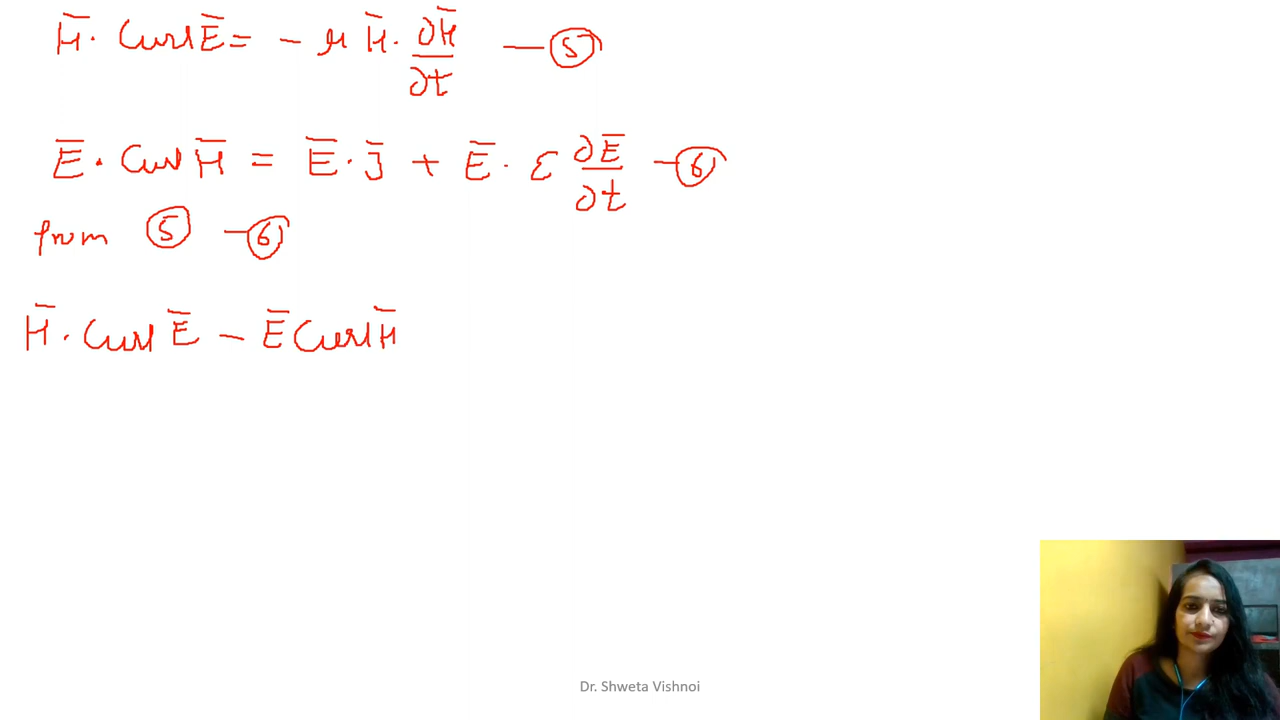 H̄ · Curl Ē = - μ H̄ · ∂H̄/∂t — (5)
Ē · Curl H̄ = Ē · J̄ + Ē · ε ∂Ē/∂t — (6)
from (5) - (6)
H̄ · Curl Ē - Ē Curl H̄
Dr. Shweta Vishnoi